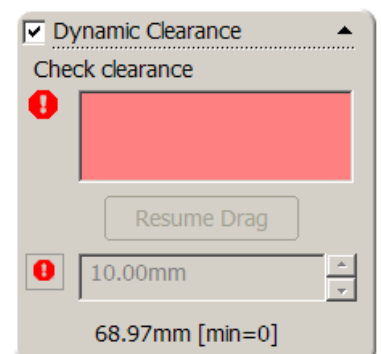 Dynamic Clearance
Check clearance
Resume Drag
10.00mm
68.97mm [min=0]